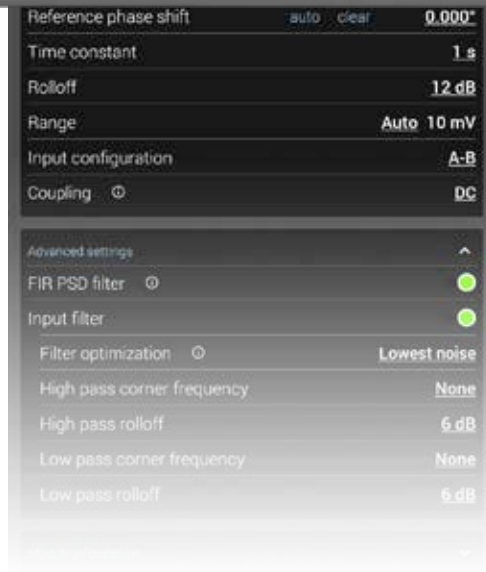 Reference phase shift auto clear 0.000°
Time constant 1 s
Rolloff 12 dB
Range Auto 10 mV
Input configuration A-B
Coupling DC
Advanced settings
FIR PSD filter
Input filter
Filter optimization Lowest noise
High pass corner frequency None
High pass rolloff 6 dB
Low pass corner frequency None
Low pass rolloff 6 dB